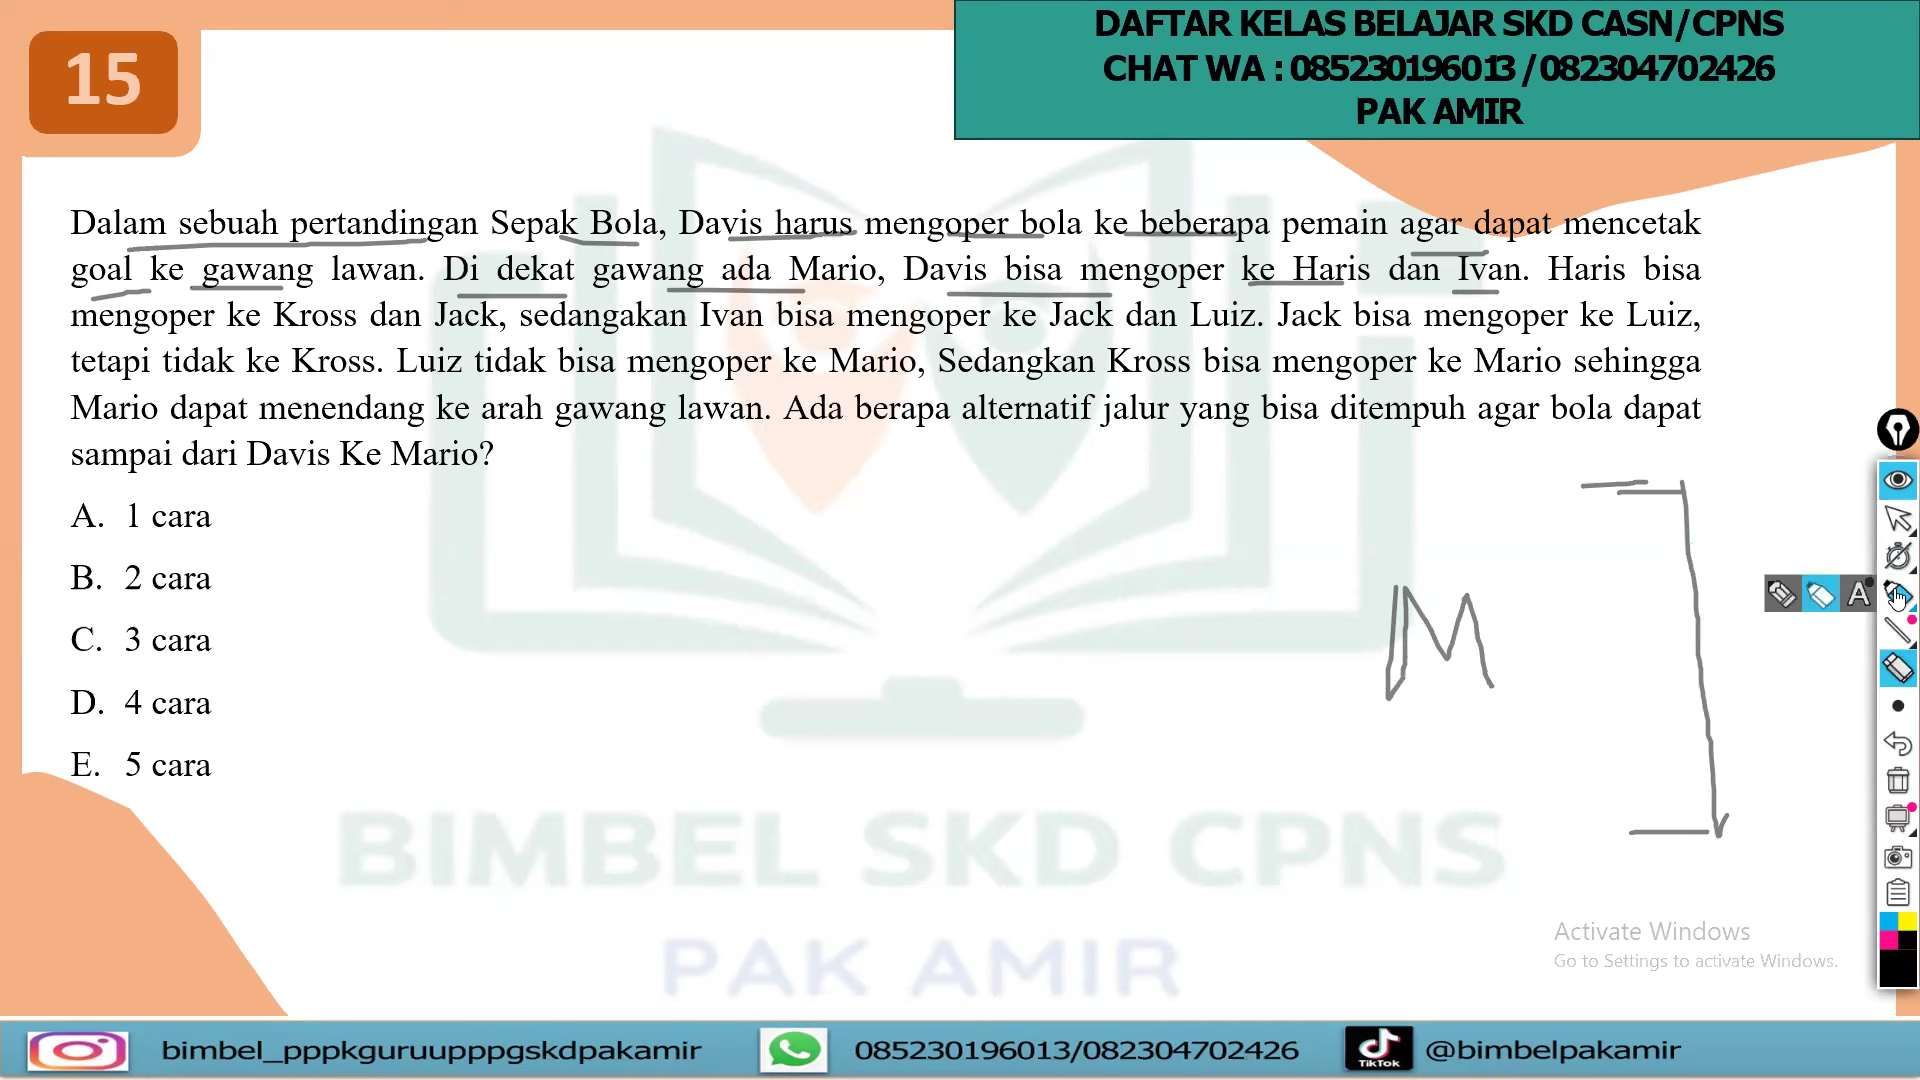 DAFTAR KELAS BELAJAR SKD CASN/CPNS
CHAT WA : 085230196013 / 082304702426
PAK AMIR
15
Dalam sebuah pertandingan Sepak Bola, Davis harus mengoper bola ke beberapa pemain agar dapat mencetak
goal ke gawang lawan. Di dekat gawang ada Mario, Davis bisa mengoper ke Haris dan Ivan. Haris bisa
mengoper ke Kross dan Jack, sedangakan Ivan bisa mengoper ke Jack dan Luiz. Jack bisa mengoper ke Luiz,
tetapi tidak ke Kross. Luiz tidak bisa mengoper ke Mario, Sedangkan Kross bisa mengoper ke Mario sehingga
Mario dapat menendang ke arah gawang lawan. Ada berapa alternatif jalur yang bisa ditempuh agar bola dapat
sampai dari Davis Ke Mario?
A. 1 cara
B. 2 cara
C. 3 cara
D. 4 cara
E. 5 cara
M
A
BIMBEL SKD CPNS
PAK AMIR
Activate Windows
Go to Settings to activate Windows.
bimbel_pppkguruupppgskdpakamir
085230196013/082304702426
TikTok
@bimbelpakamir